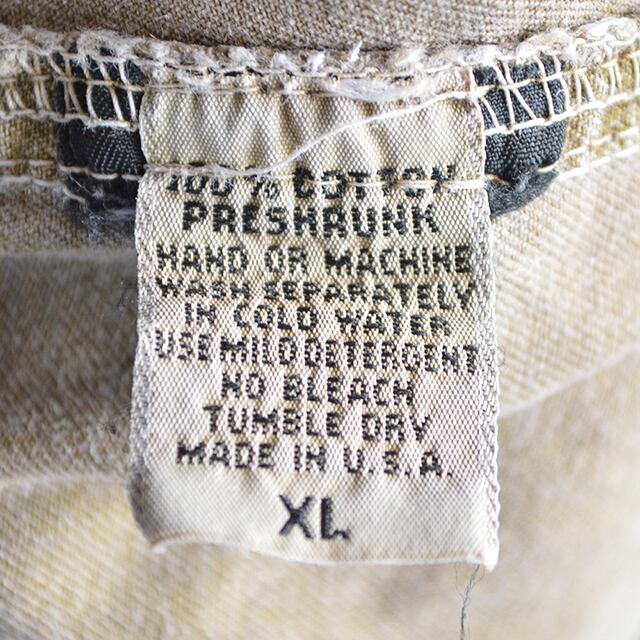 100% COTTON
PRESHRUNK
HAND OR MACHINE
WASH SEPARATELY
IN COLD WATER
USE MILD DETERGENT
NO BLEACH
TUMBLE DRY
MADE IN U.S.A.
XL